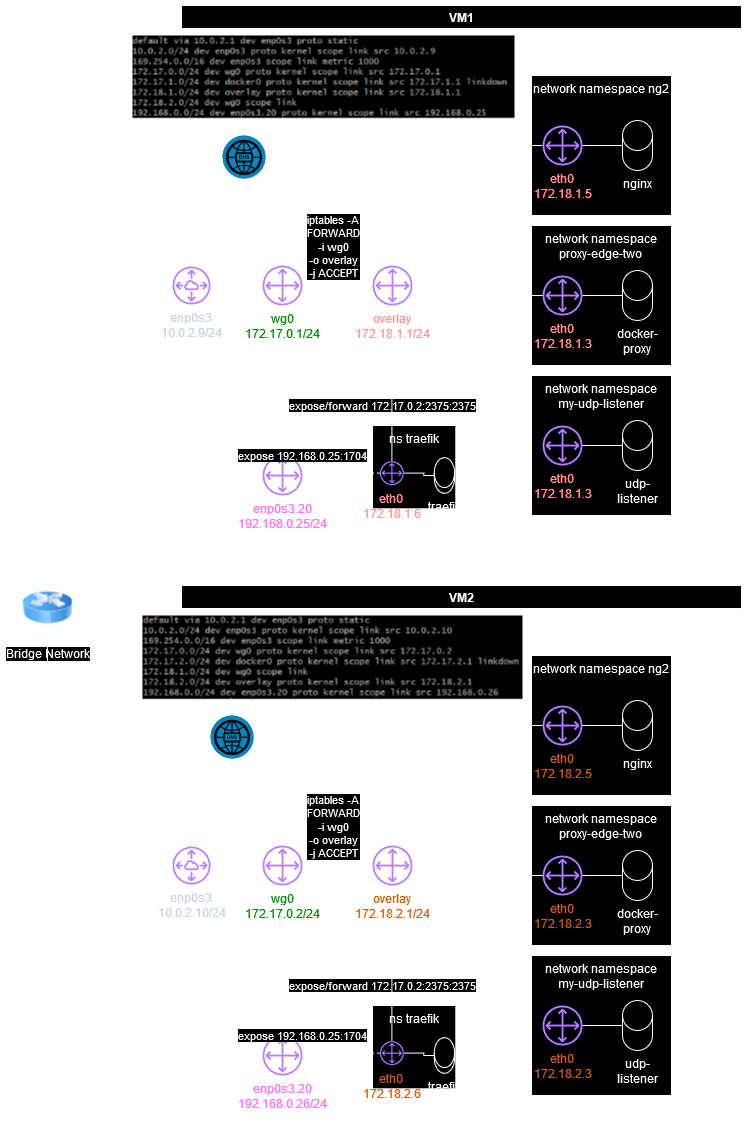 VM1
default via 10.0.2.1 dev enp0s3 proto static
10.0.2.0/24 dev enp0s3 proto kernel scope link src 10.0.2.9
169.254.0.0/16 dev enp0s3 scope link metric 1000
172.17.0.0/24 dev wg0 proto kernel scope link src 172.17.0.1
172.17.1.0/24 dev docker0 proto kernel scope link src 172.17.1.1 linkdown
172.18.1.0/24 dev overlay proto kernel scope link src 172.18.1.1
172.18.2.0/24 dev wg0 scope link
192.168.0.0/24 dev enp0s3.20 proto kernel scope link src 192.168.0.25
network namespace ng2
DNS
eth0
172.18.1.5
nginx
iptables -A
FORWARD
-i wg0
-o overlay
-j ACCEPT
network namespace
proxy-edge-two
enp0s3
10.0.2.9/24
wg0
172.17.0.1/24
overlay
172.18.1.1/24
eth0
172.18.1.3
docker-
proxy
expose/forward 172.17.0.2:2375:2375
network namespace
my-udp-listener
ns traefik
expose 192.168.0.25:1704
eth0
172.18.1.6
traefi
enp0s3.20
192.168.0.25/24
eth0
172.18.1.3
udp-
listener
Bridge Network
VM2
default via 10.0.2.1 dev enp0s3 proto static
10.0.2.0/24 dev enp0s3 proto kernel scope link src 10.0.2.10
169.254.0.0/16 dev enp0s3 scope link metric 1000
172.17.0.0/24 dev wg0 proto kernel scope link src 172.17.0.2
172.17.2.0/24 dev docker0 proto kernel scope link src 172.17.2.1 linkdown
172.18.1.0/24 dev wg0 scope link
172.18.2.0/24 dev overlay proto kernel scope link src 172.18.2.1
192.168.0.0/24 dev enp0s3.20 proto kernel scope link src 192.168.0.26
network namespace ng2
DNS
eth0
172.18.2.5
nginx
iptables -A
FORWARD
-i wg0
-o overlay
-j ACCEPT
network namespace
proxy-edge-two
enp0s3
10.0.2.10/24
wg0
172.17.0.2/24
overlay
172.18.2.1/24
eth0
172.18.2.3
docker-
proxy
expose/forward 172.17.0.2:2375:2375
network namespace
my-udp-listener
ns traefik
expose 192.168.0.25:1704
eth0
172.18.2.6
traefi
enp0s3.20
192.168.0.26/24
eth0
172.18.2.3
udp-
listener